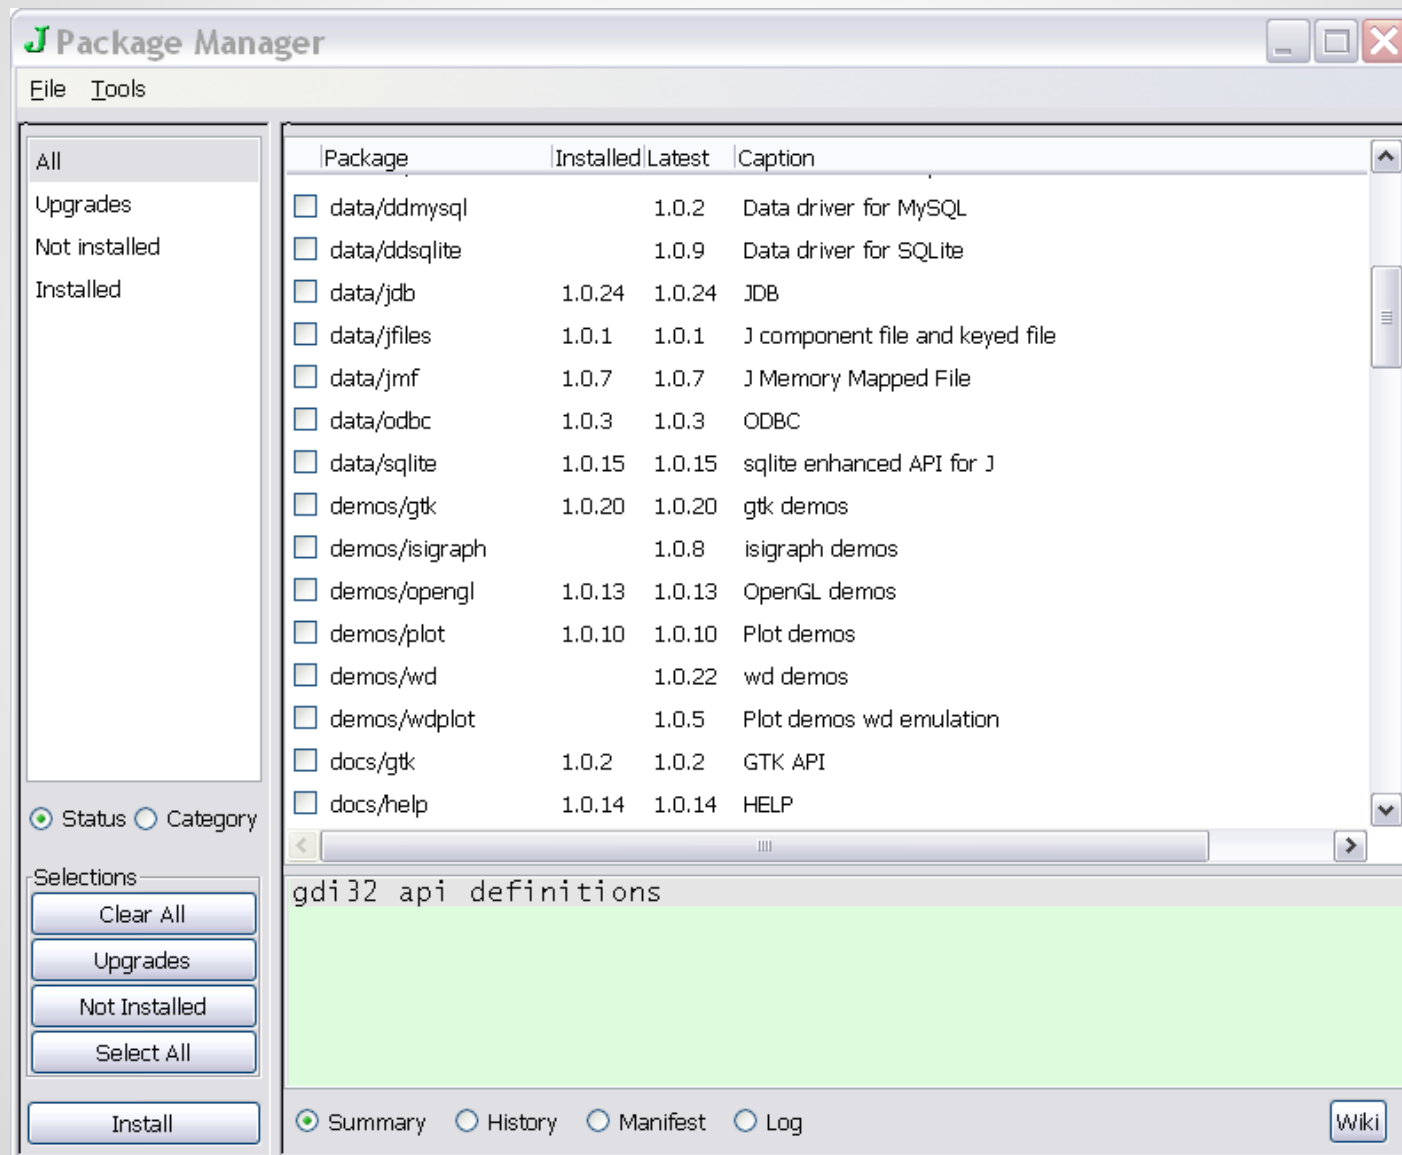 J Package Manager
File Tools
All
Upgrades
Not installed
Installed
Package Installed Latest Caption
data/ddmysql 1.0.2 Data driver for MySQL
data/ddsqlite 1.0.9 Data driver for SQLite
data/jdb 1.0.24 1.0.24 JDB
data/jfiles 1.0.1 1.0.1 J component file and keyed file
data/jmf 1.0.7 1.0.7 J Memory Mapped File
data/odbc 1.0.3 1.0.3 ODBC
data/sqlite 1.0.15 1.0.15 sqlite enhanced API for J
demos/gtk 1.0.20 1.0.20 gtk demos
demos/isigraph 1.0.8 isigraph demos
demos/opengl 1.0.13 1.0.13 OpenGL demos
demos/plot 1.0.10 1.0.10 Plot demos
demos/wd 1.0.22 wd demos
demos/wdplot 1.0.5 Plot demos wd emulation
docs/gtk 1.0.2 1.0.2 GTK API
docs/help 1.0.14 1.0.14 HELP
Status Category
Selections
Clear All
Upgrades
Not Installed
Select All
Install
gdi32 api definitions
Summary History Manifest Log Wiki